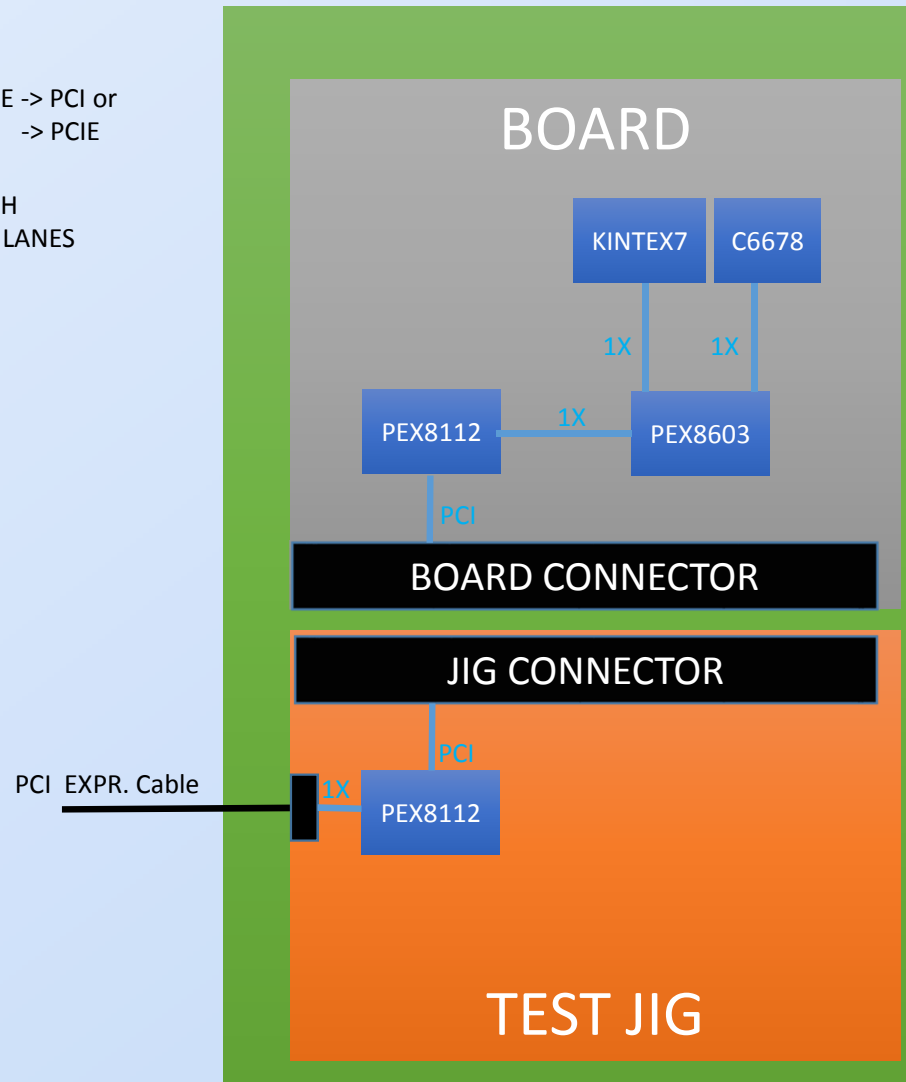 E -> PCI or
-> PCIE
H
LANES
BOARD
KINTEX7 C6678
1X 1X
PEX8112 1X PEX8603
PCI
BOARD CONNECTOR
JIG CONNECTOR
PCI
PCI EXPR. Cable 1X PEX8112
TEST JIG